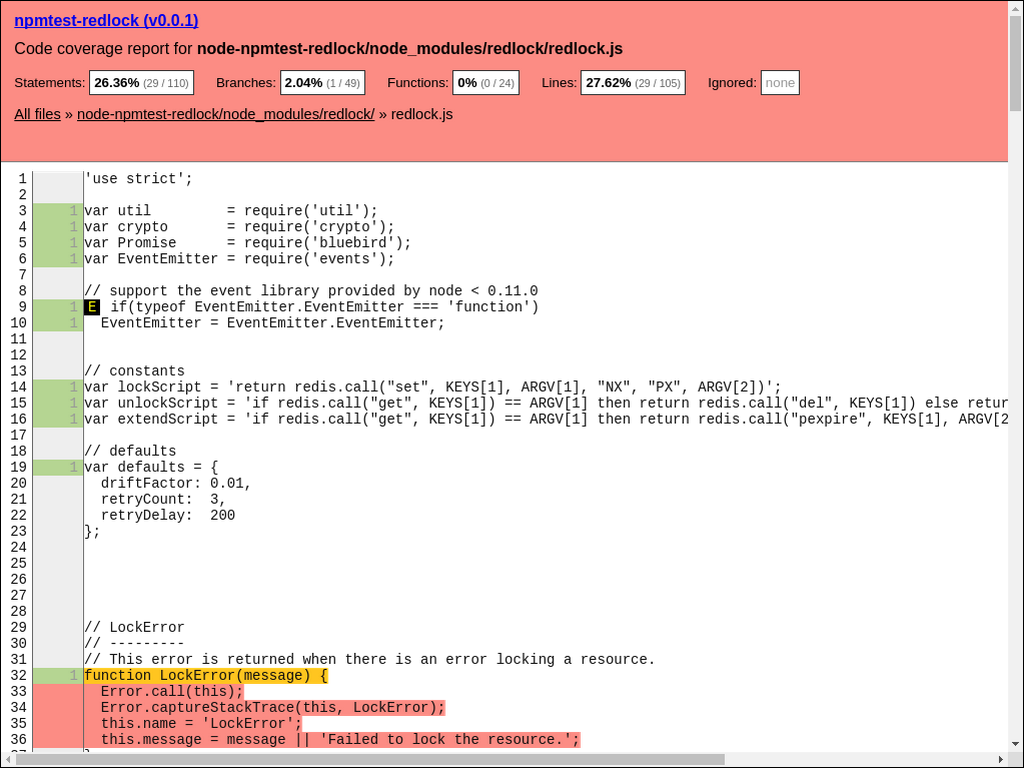 npmtest-redlock (v0.0.1)
Code coverage report for node-npmtest-redlock/node_modules/redlock/redlock.js
Statements: 26.36% (29 / 110) Branches: 2.04% (1 / 49) Functions: 0% (0 / 24) Lines: 27.62% (29 / 105) Ignored: none
All files » node-npmtest-redlock/node_modules/redlock/ » redlock.js
1 'use strict';
2
3 1 var util         = require('util');
4 1 var crypto       = require('crypto');
5 1 var Promise      = require('bluebird');
6 1 var EventEmitter = require('events');
7
8 // support the event library provided by node < 0.11.0
9 1 E if(typeof EventEmitter.EventEmitter === 'function')
10 1   EventEmitter = EventEmitter.EventEmitter;
11
12
13 // constants
14 1 var lockScript = 'return redis.call("set", KEYS[1], ARGV[1], "NX", "PX", ARGV[2])';
15 1 var unlockScript = 'if redis.call("get", KEYS[1]) == ARGV[1] then return redis.call("del", KEYS[1]) else retur
16 1 var extendScript = 'if redis.call("get", KEYS[1]) == ARGV[1] then return redis.call("pexpire", KEYS[1], ARGV[2
17
18 // defaults
19 1 var defaults = {
20   driftFactor: 0.01,
21   retryCount:  3,
22   retryDelay:  200
23 };
24
25
26
27
28
29 // LockError
30 // ---------
31 // This error is returned when there is an error locking a resource.
32 1 function LockError(message) {
33   Error.call(this);
34   Error.captureStackTrace(this, LockError);
35   this.name = 'LockError';
36   this.message = message || 'Failed to lock the resource.';